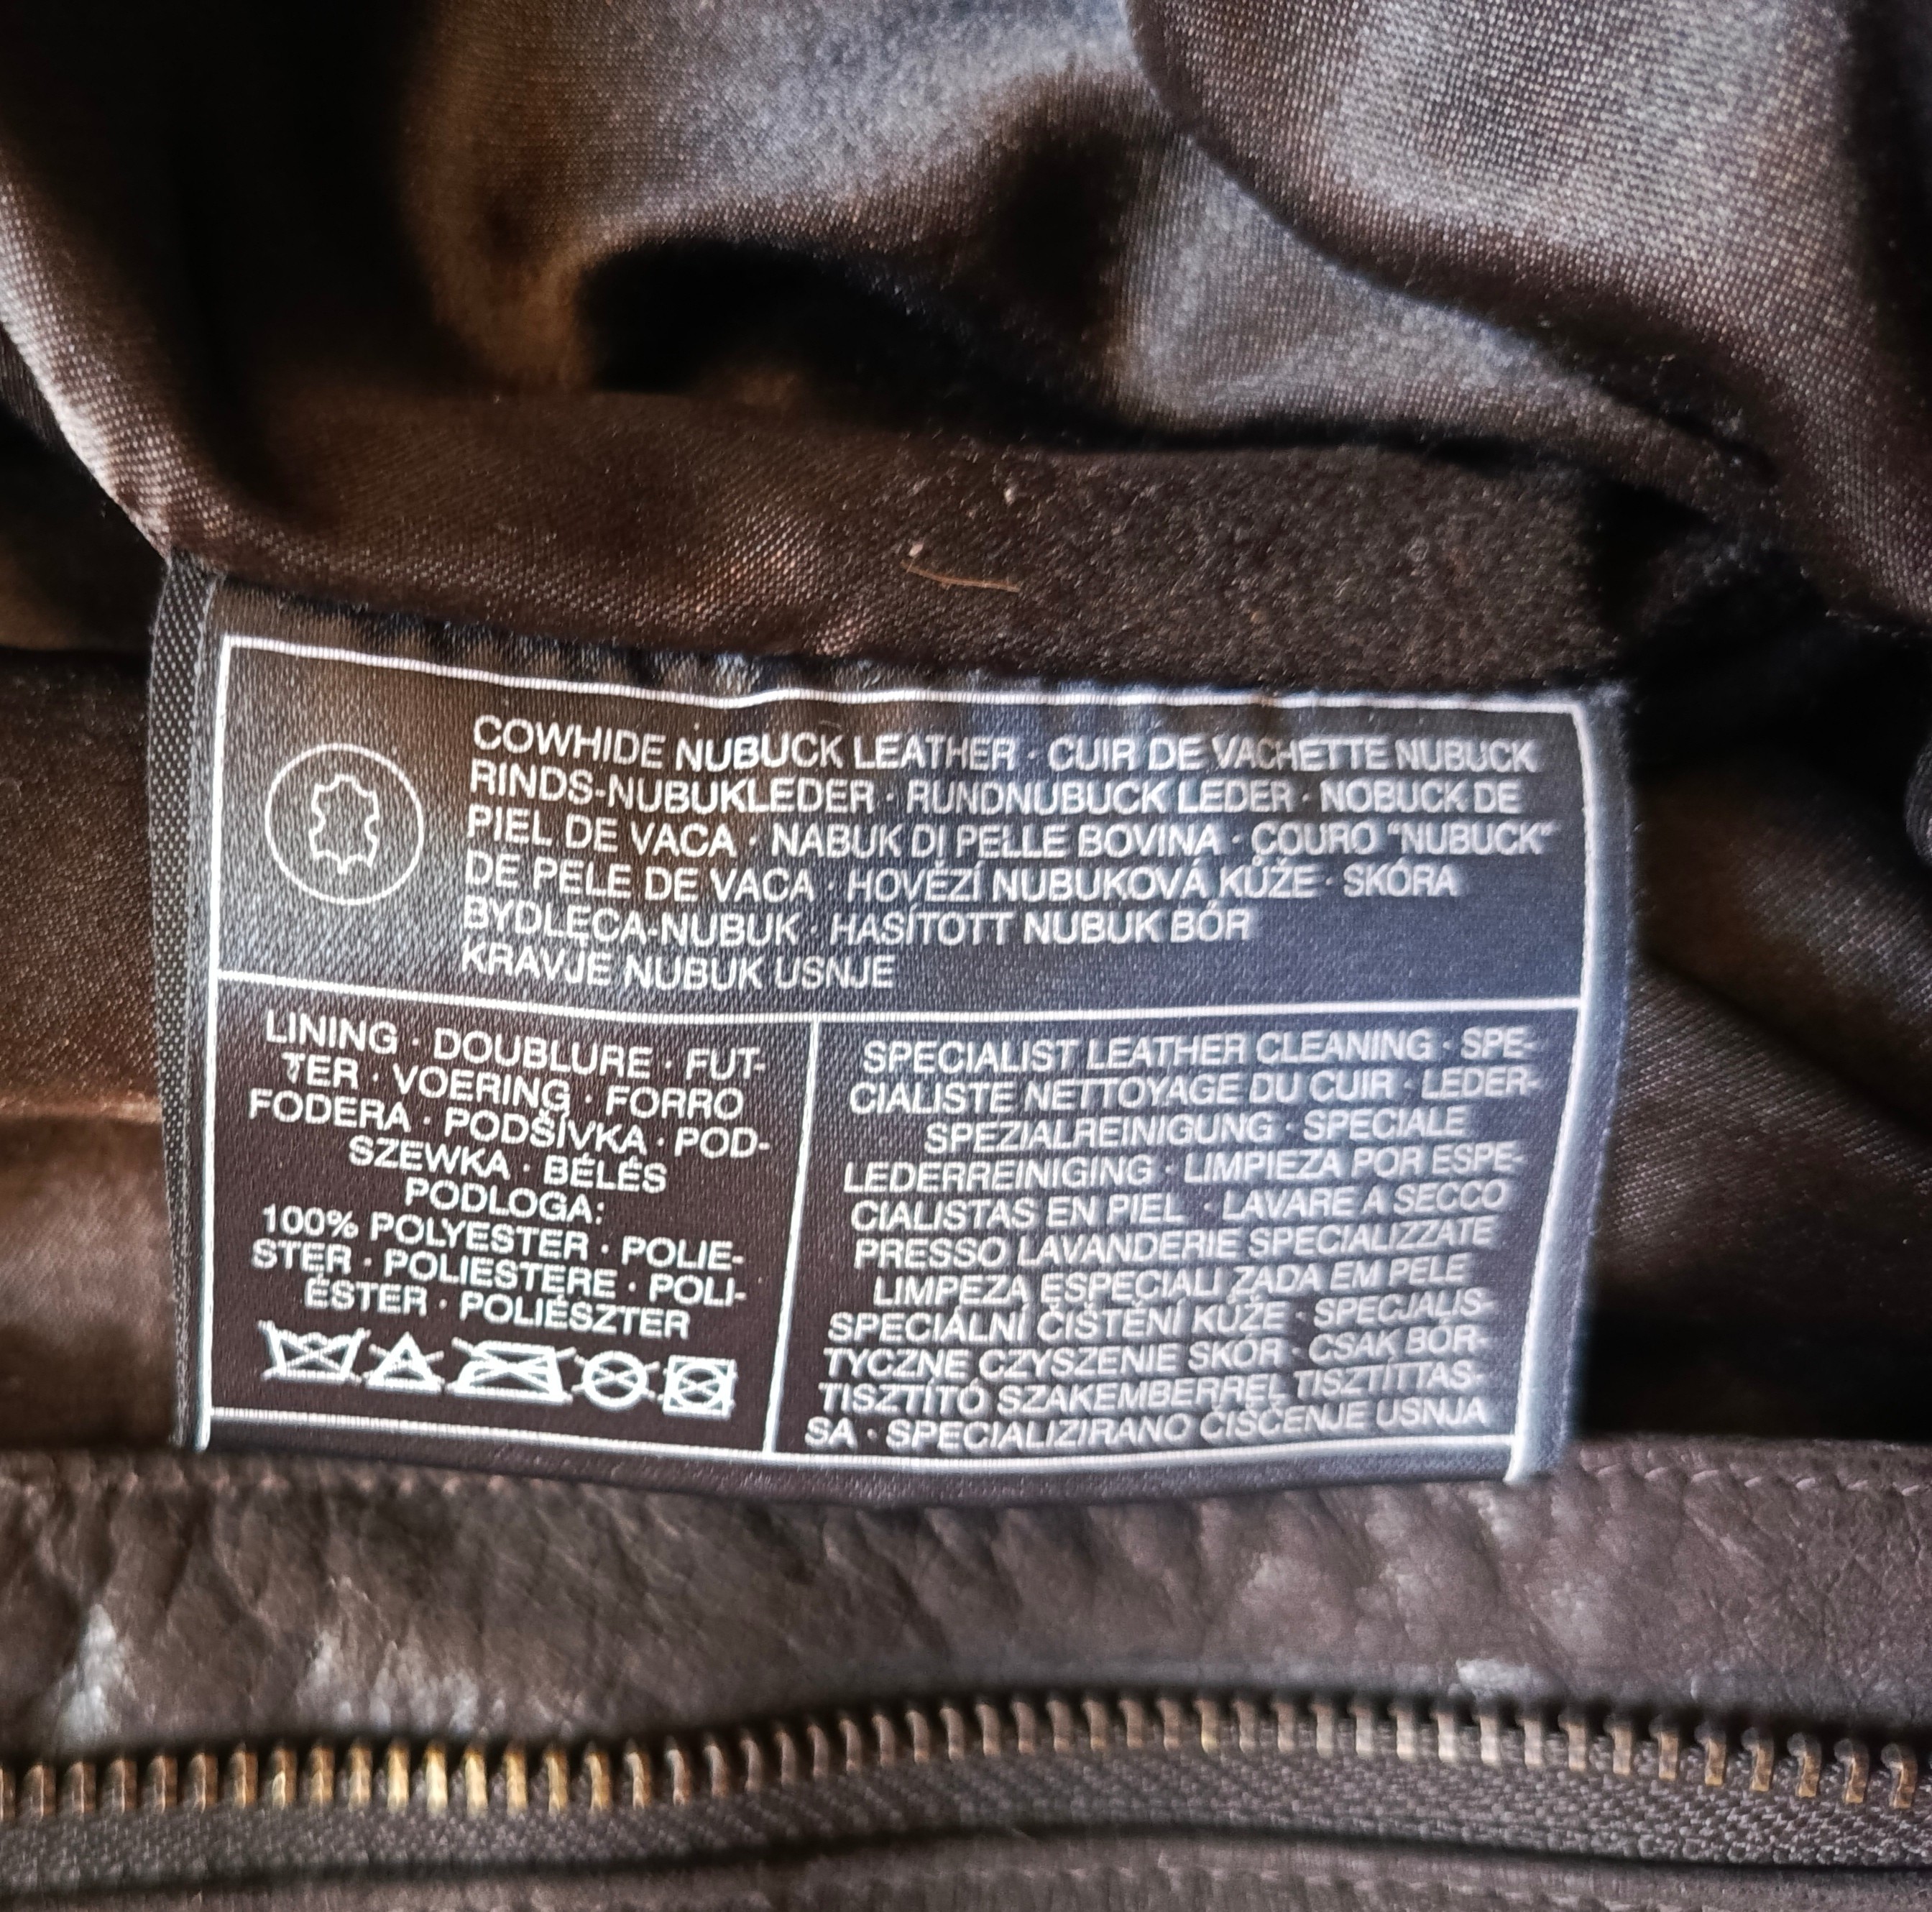 COWHIDE NUBUCK LEATHER · CUIR DE VACHETTE NUBUCK
RINDS-NUBUKLEDER · RUNDNUBUCK LEDER · NOBUCK DE
PIEL DE VACA · NABUK DI PELLE BOVINA · COURO "NUBUCK"
DE PELE DE VACA · HOVĚZÍ NUBUKOVÁ KŮŽE · SKÓRA
BYDLĘCA-NUBUK · HASÍTOTT NUBUK BŐR
KRAVJE NUBUK USNJE
LINING · DOUBLURE · FUT-
TER · VOERING · FORRO
FODERA · PODŠÍVKA · POD-
SZEWKA · BÉLÉS
PODLOGA:
100% POLYESTER · POLIE-
STER · POLIESTERE · POLI-
ÉSTER · POLIÉSZTER
SPECIALIST LEATHER CLEANING · SPE-
CIALISTE NETTOYAGE DU CUIR · LEDER-
SPEZIALREINIGUNG · SPECIALE
LEDERREINIGING · LIMPIEZA POR ESPE-
CIALISTAS EN PIEL · LAVARE A SECCO
PRESSO LAVANDERIE SPECIALIZZATE
LIMPEZA ESPECIALI ZADA EM PELE
SPECIÁLNÍ ČIŠTĚNÍ KŮŽE · SPECJALIS-
TYCZNE CZYSZENIE SKÓR · CSAK BŐR-
TISZTÍTÓ SZAKEMBERREL TISZTÍTTAS-
SA · SPECIALIZIRANO ČIŠČENJE USNJA